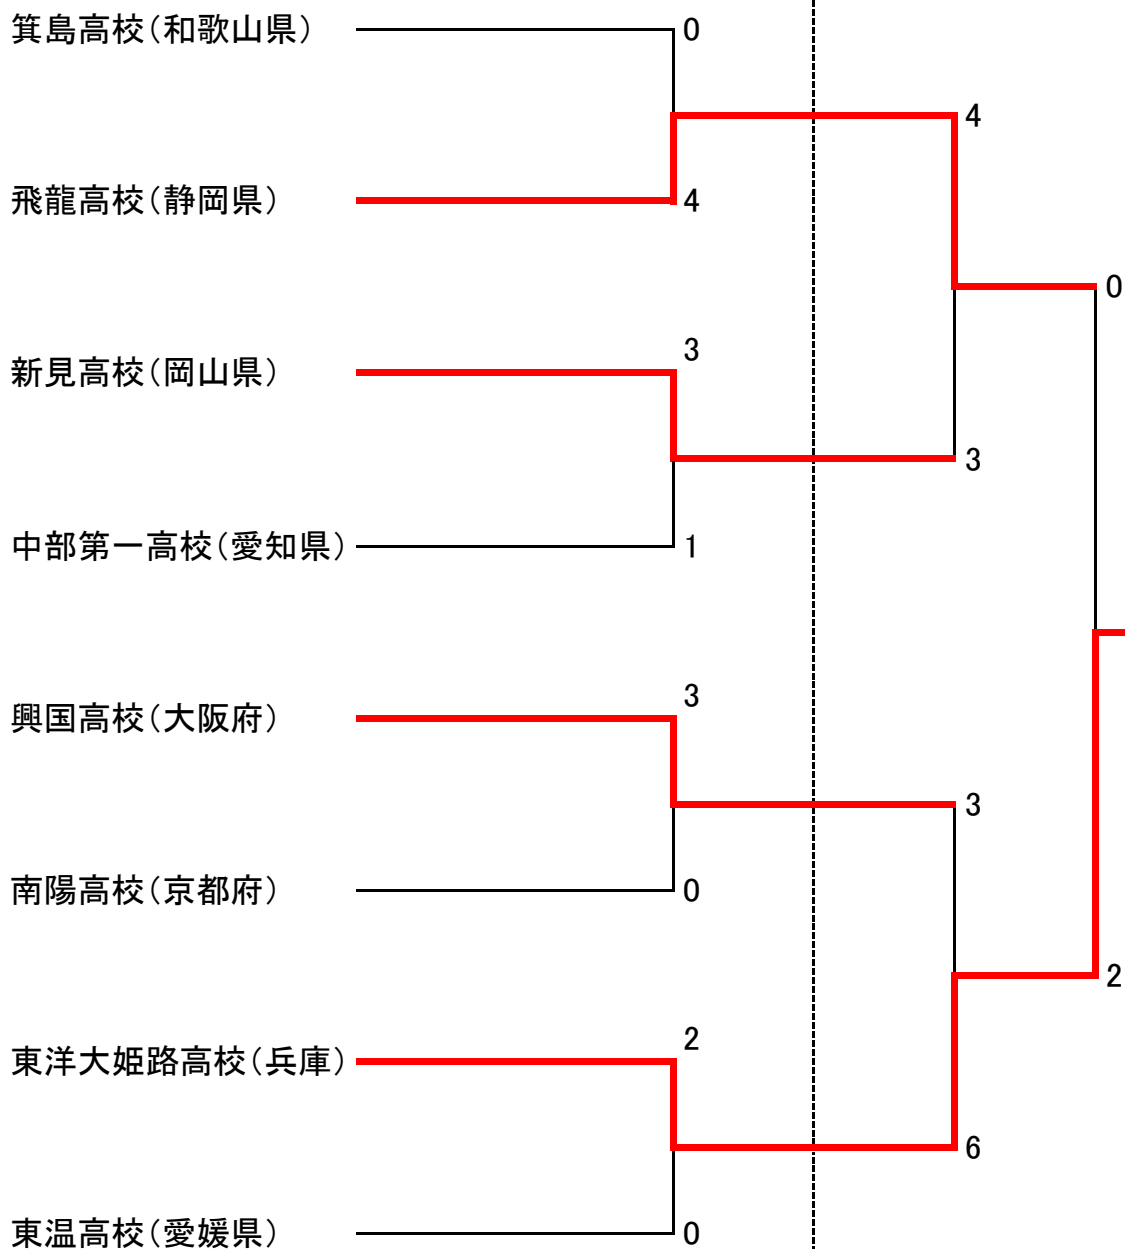 箕島高校（和歌山県）
0
4
飛龍高校（静岡県）
4
0
3
新見高校（岡山県）
3
中部第一高校（愛知県）
1
3
興国高校（大阪府）
3
南陽高校（京都府）
0
2
2
東洋大姫路高校（兵庫）
6
東温高校（愛媛県）
0